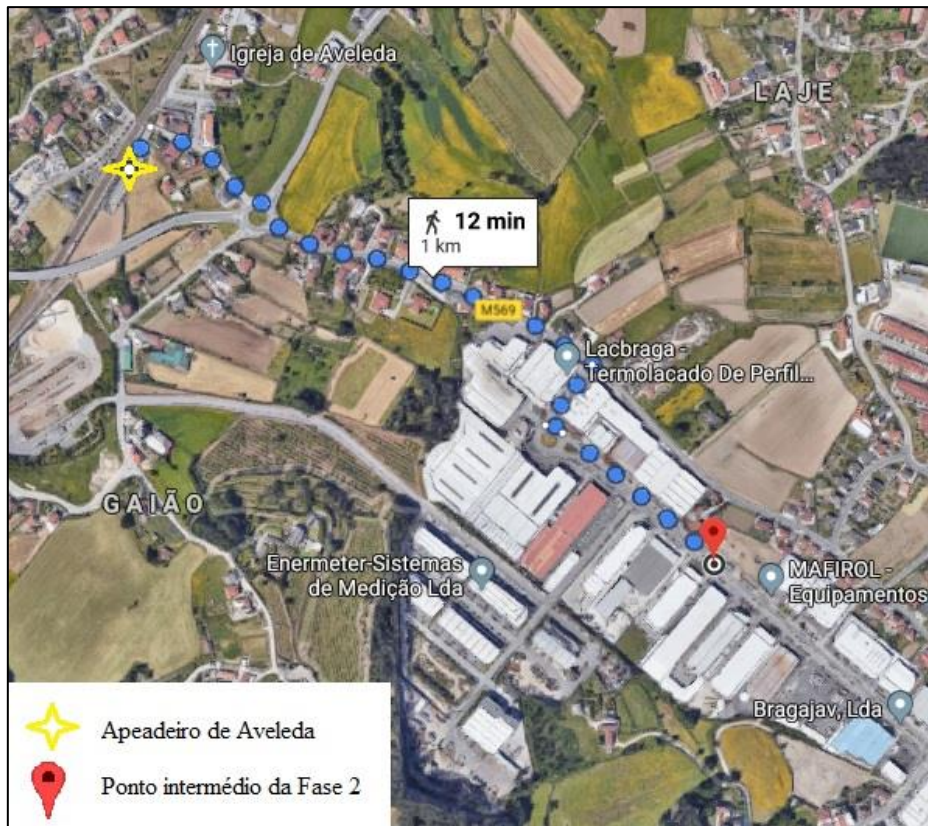 Igreja de Aveleda
LAJE
12 min
1 km
M569
Lacbraga -
Termolacado De Perfil...
GAIÃO
Enermeter-Sistemas
de Medição Lda
MAFIROL -
Equipamentos
Bragajav, Lda
Apeadeiro de Aveleda
Ponto intermédio da Fase 2